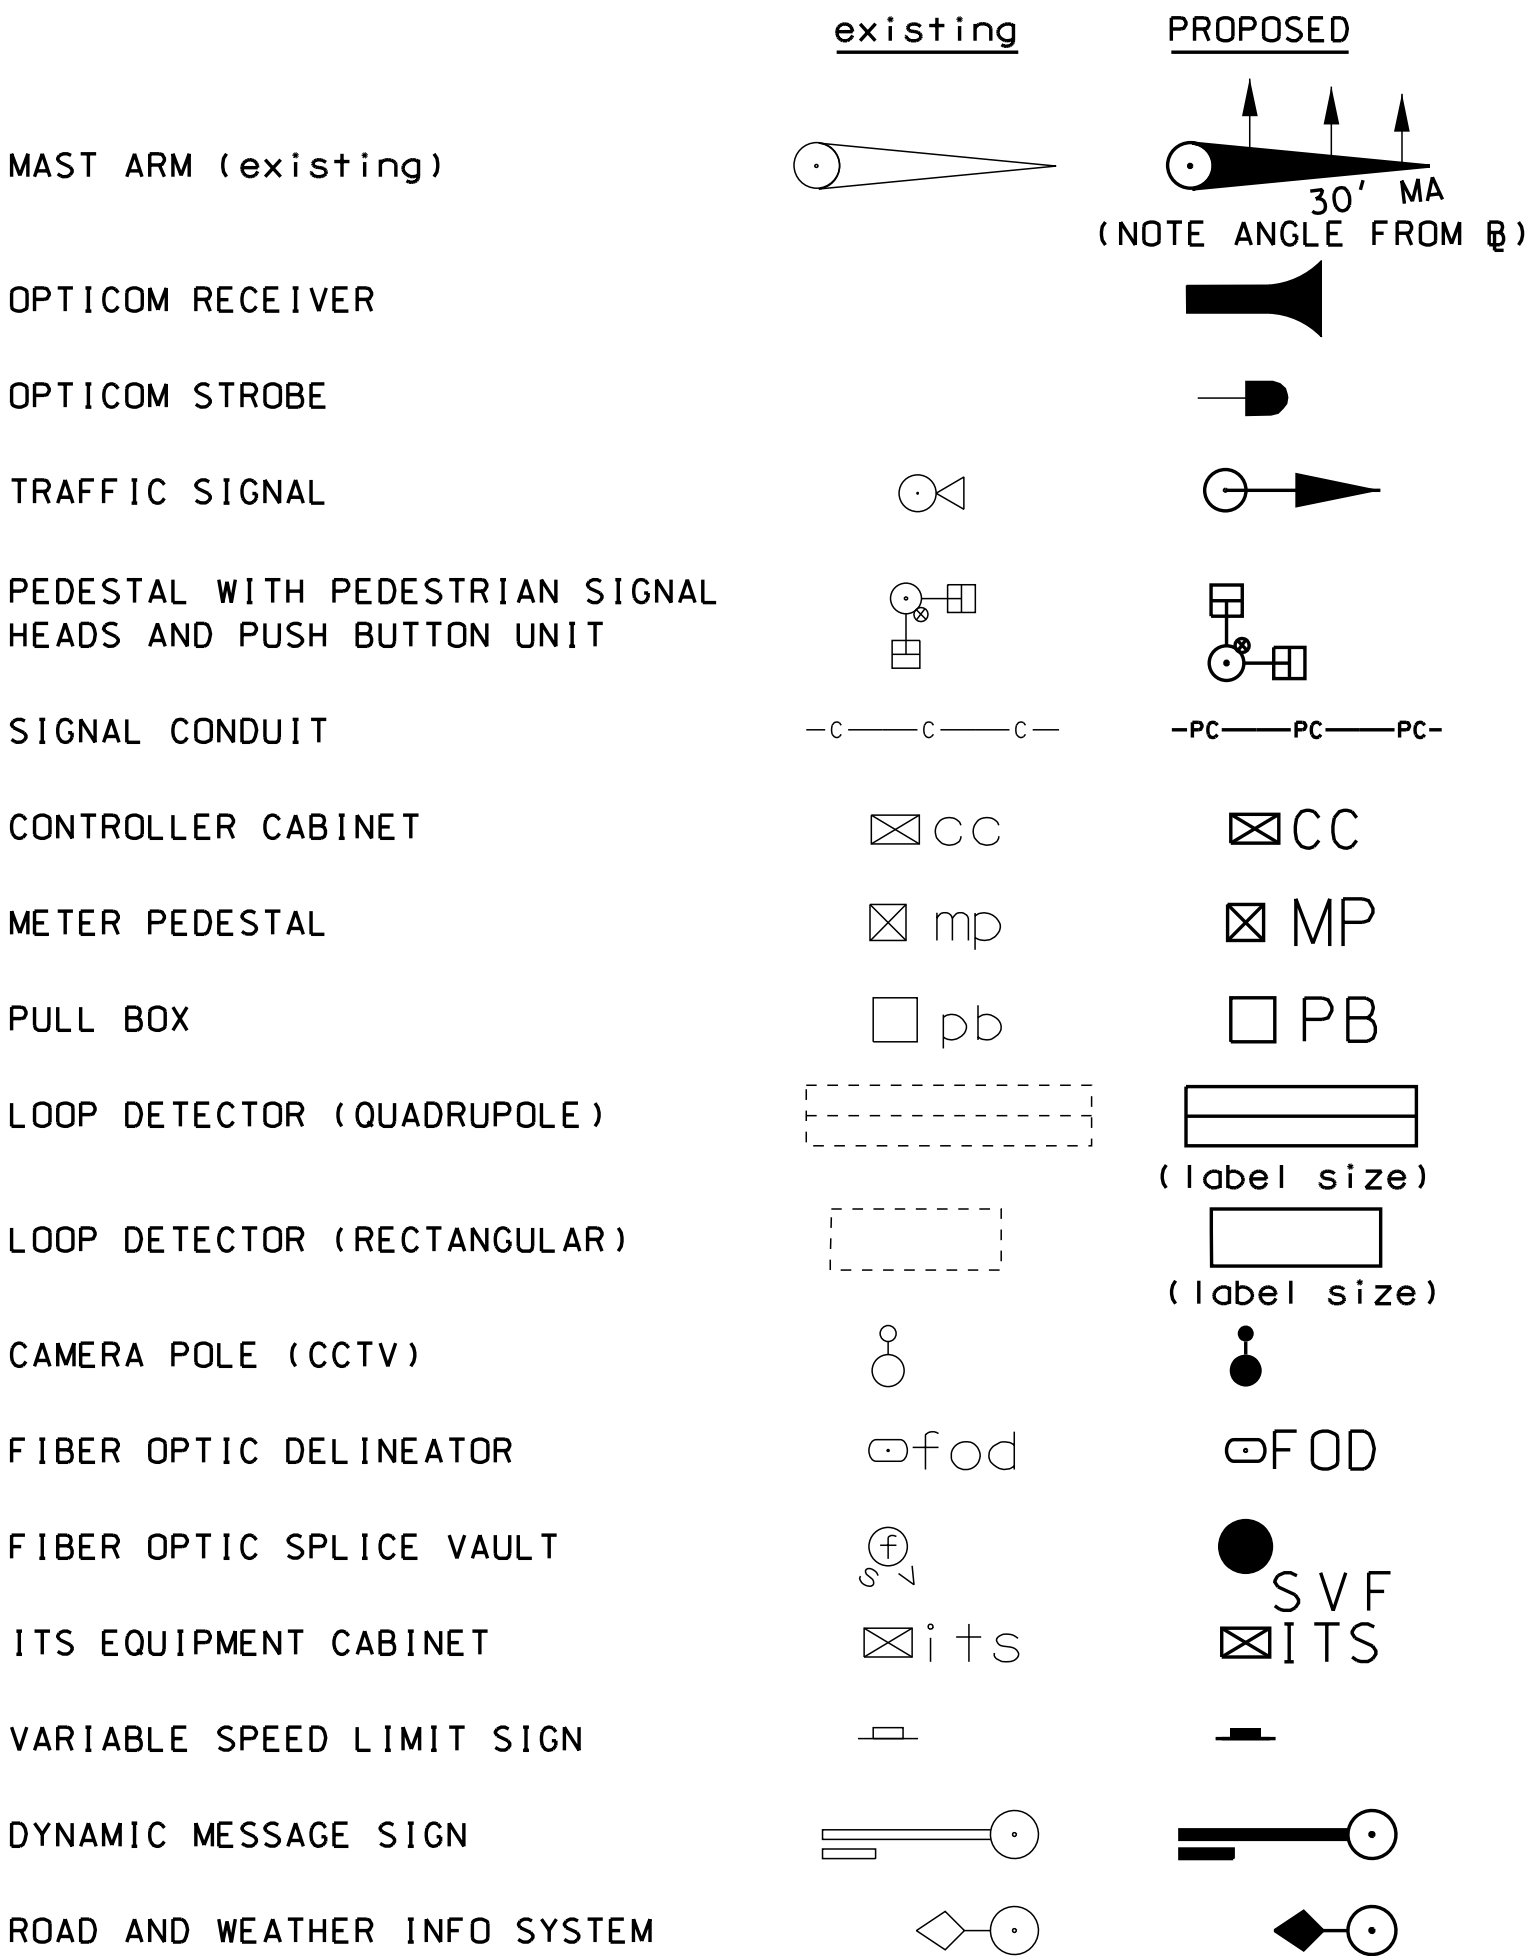 existing PROPOSED
MAST ARM (existing)
30' MA
(NOTE ANGLE FROM BL)
OPTICOM RECEIVER
OPTICOM STROBE
TRAFFIC SIGNAL
PEDESTAL WITH PEDESTRIAN SIGNAL
HEADS AND PUSH BUTTON UNIT
SIGNAL CONDUIT C C C PC PC PC
CONTROLLER CABINET cc CC
METER PEDESTAL mp MP
PULL BOX pb PB
LOOP DETECTOR (QUADRUPOLE)
(label size)
LOOP DETECTOR (RECTANGULAR)
(label size)
CAMERA POLE (CCTV)
FIBER OPTIC DELINEATOR fod FOD
FIBER OPTIC SPLICE VAULT f
sv SVF
ITS EQUIPMENT CABINET its ITS
VARIABLE SPEED LIMIT SIGN
DYNAMIC MESSAGE SIGN
ROAD AND WEATHER INFO SYSTEM